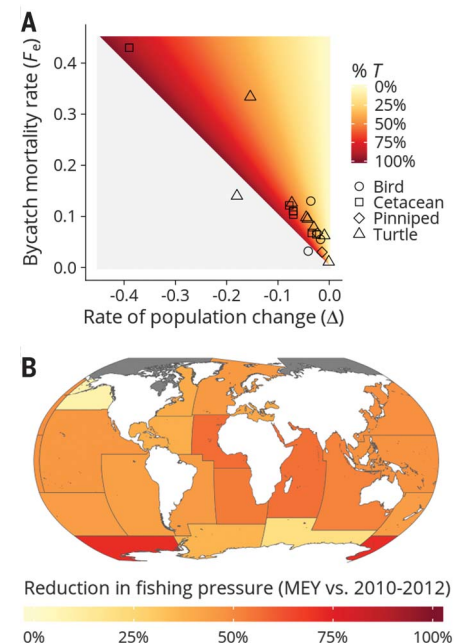 A
Bycatch mortality rate (Fe)
0.4
0.3
0.2
0.1
0.0
-0.4 -0.3 -0.2 -0.1 0.0
Rate of population change (Δ)
% T
0%
25%
50%
75%
100%
Bird
Cetacean
Pinniped
Turtle
B
Reduction in fishing pressure (MEY vs. 2010-2012)
0% 25% 50% 75% 100%